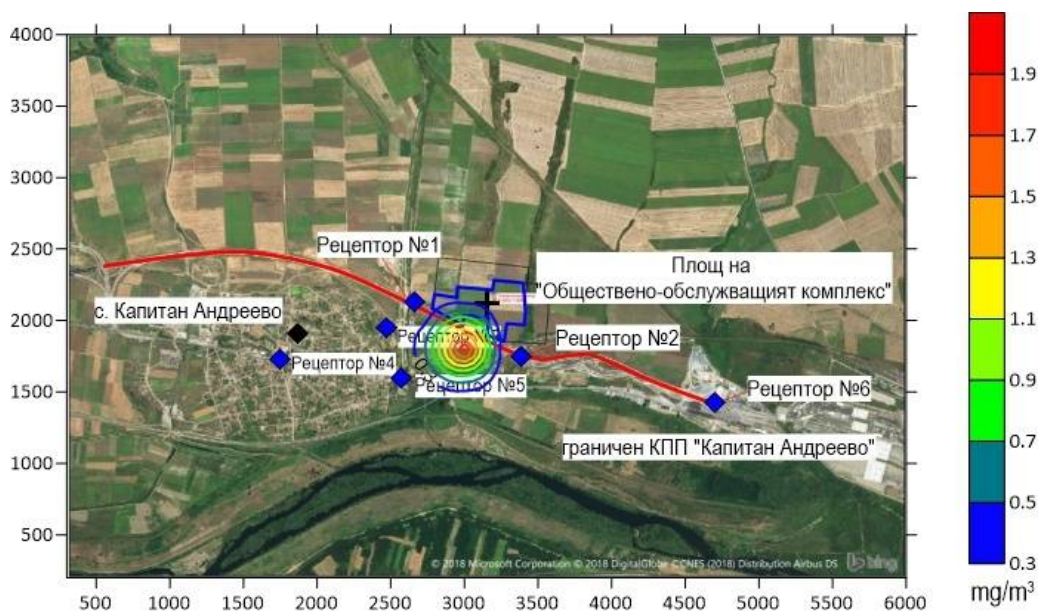 4000
3500
3000
2500
2000
1500
1000
500
Рецептор №1
Площ на
"Обществено-обслужващият комплекс"
с. Капитан Андреево
Рецептор №2
Рецептор №4
Рецептор №5
Рецептор №6
граничен КПП "Капитан Андреево"
© 2018 Microsoft Corporation © 2018 DigitalGlobe ©CNES (2018) Distribution Airbus DS
bing
500 1000 1500 2000 2500 3000 3500 4000 4500 5000 5500 6000
1.9
1.7
1.5
1.3
1.1
0.9
0.7
0.5
0.3
mg/m³